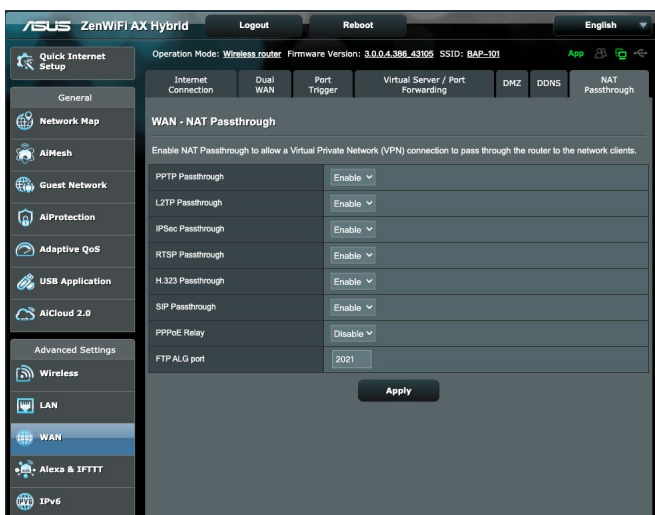 ASUS ZenWiFi AX Hybrid Logout Reboot English
Quick Internet
Setup
Operation Mode: Wireless router Firmware Version: 3.0.0.4.386_43105 SSID: BAP-101 App
General
Network Map
AiMesh
Guest Network
AiProtection
Adaptive QoS
USB Application
AiCloud 2.0
Advanced Settings
Wireless
LAN
WAN
Alexa & IFTTT
IPv6
Internet
Connection
Dual
WAN
Port
Trigger
Virtual Server / Port
Forwarding
DMZ
DDNS
NAT
Passthrough
WAN - NAT Passthrough
Enable NAT Passthrough to allow a Virtual Private Network (VPN) connection to pass through the router to the network clients.
PPTP Passthrough Enable
L2TP Passthrough Enable
IPSec Passthrough Enable
RTSP Passthrough Enable
H.323 Passthrough Enable
SIP Passthrough Enable
PPPoE Relay Disable
FTP ALG port 2021
Apply